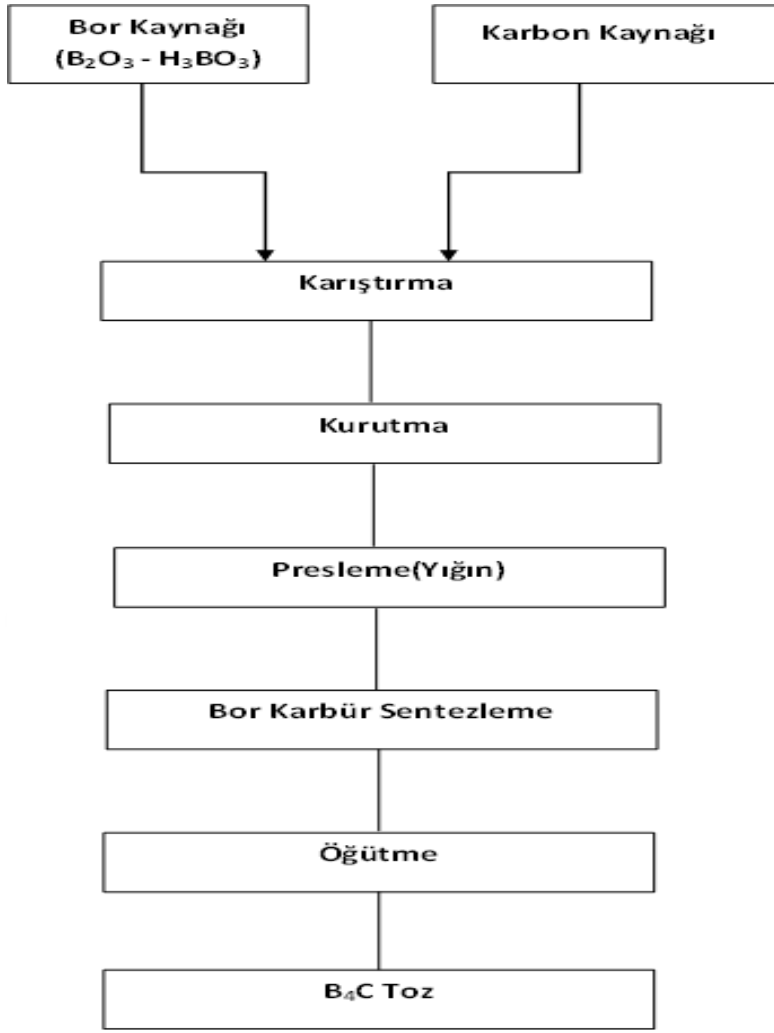 Bor Kaynağı
(B₂O₃ - H₃BO₃)
Karbon Kaynağı
Karıştırma
Kurutma
Presleme(Yığın)
Bor Karbür Sentezleme
Öğütme
B₄C Toz